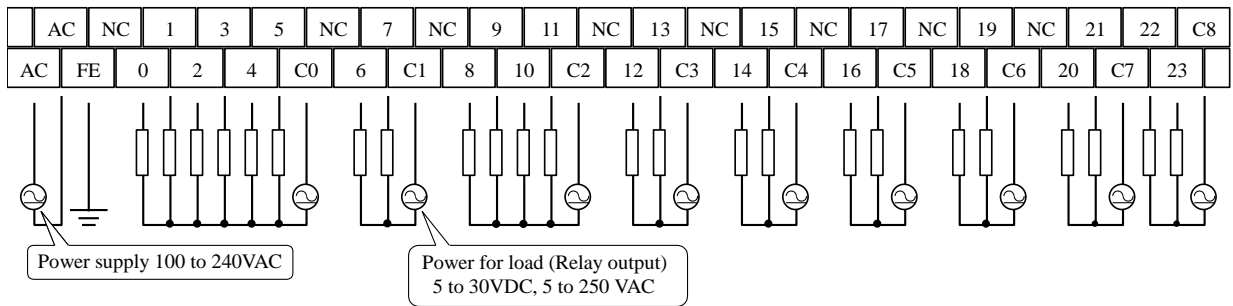 AC NC 1 3 5 NC 7 NC 9 11 NC 13 NC 15 NC 17 NC 19 NC 21 22 C8
AC FE 0 2 4 C0 6 C1 8 10 C2 12 C3 14 C4 16 C5 18 C6 20 C7 23
Power supply 100 to 240VAC
Power for load (Relay output)
5 to 30VDC, 5 to 250 VAC